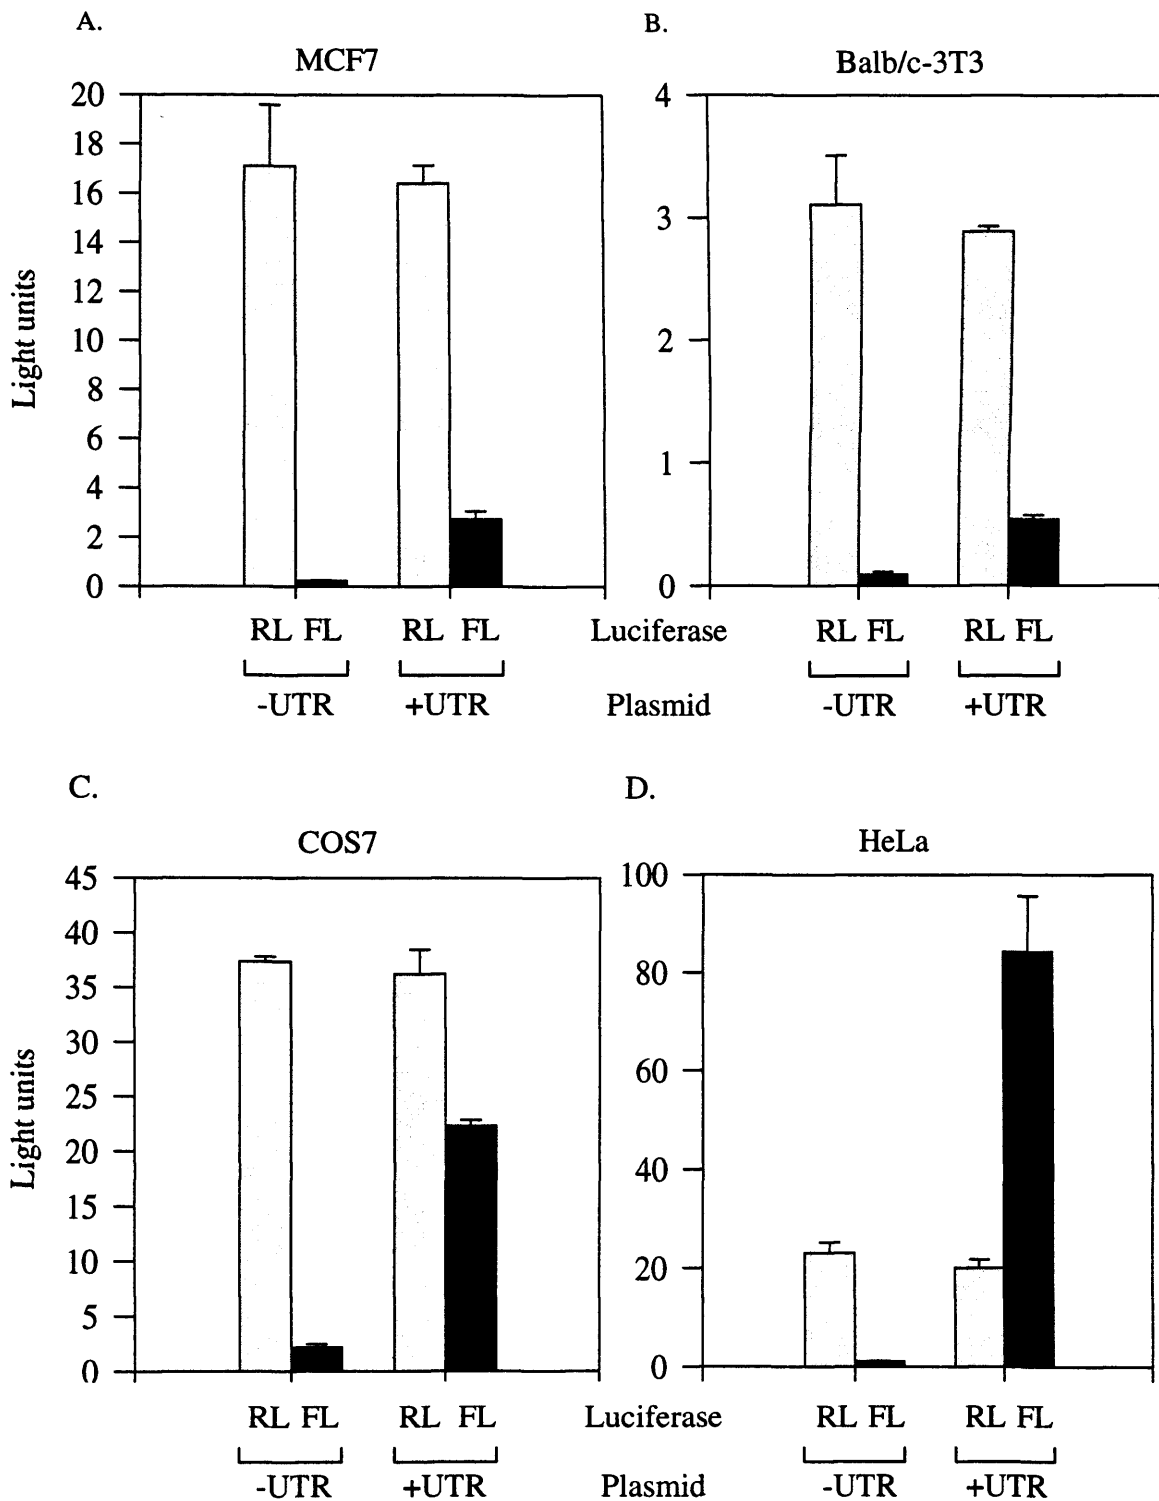 A.
MCF7
20
18
16
14
12
10
8
6
4
2
0
Light units
RL FL RL FL
-UTR +UTR
B.
Balb/c-3T3
4
3
2
1
0
Luciferase RL FL RL FL
Plasmid -UTR +UTR
C.
COS7
45
40
35
30
25
20
15
10
5
0
Light units
RL FL RL FL
-UTR +UTR
D.
HeLa
100
80
60
40
20
0
Luciferase RL FL RL FL
Plasmid -UTR +UTR